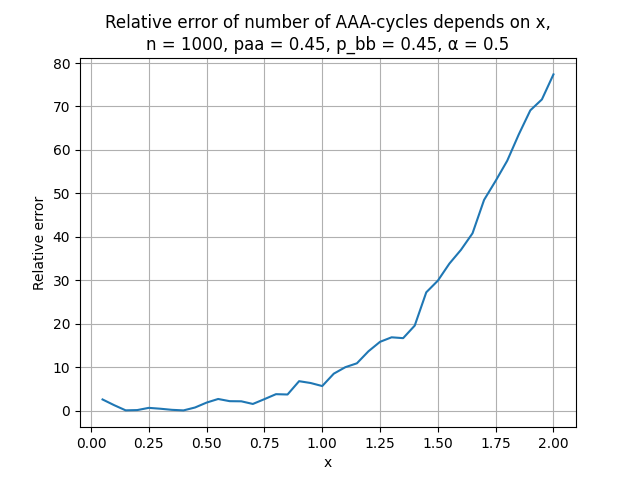 Relative error of number of AAA-cycles depends on x,
n = 1000, paa = 0.45, p_bb = 0.45, α = 0.5
Relative error
80
70
60
50
40
30
20
10
0
0.00 0.25 0.50 0.75 1.00 1.25 1.50 1.75 2.00
x